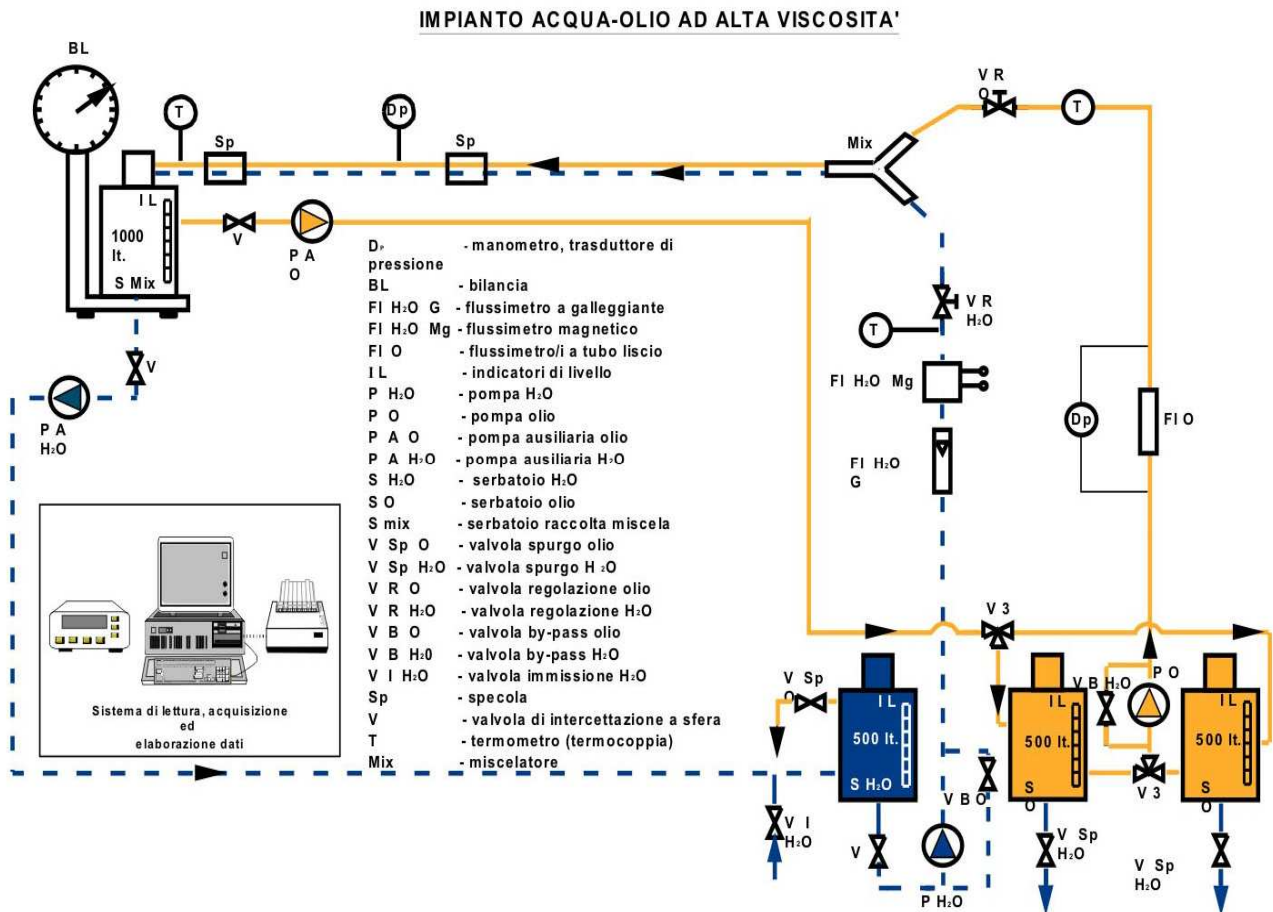 IMPIANTO ACQUA-OLIO AD ALTA VISCOSITA'
BL
T
Sp
Dp
Sp
Mix
V R
O
T
IL
1000
lt.
S Mix
V
P A
O
V
P A
H₂O
V R
H₂O
T
Fl H₂O Mg
Fl H₂O
G
Dp
Fl O
Dₚ - manometro, trasduttore di
pressione
BL - bilancia
Fl H₂O G - flussimetro a galleggiante
Fl H₂O Mg - flussimetro magnetico
Fl O - flussimetro/i a tubo liscio
IL - indicatori di livello
P H₂O - pompa H₂O
P O - pompa olio
P A O - pompa ausiliaria olio
P A H₂O - pompa ausiliaria H₂O
S H₂O - serbatoio H₂O
S O - serbatoio olio
S mix - serbatoio raccolta miscela
V Sp O - valvola spurgo olio
V Sp H₂O - valvola spurgo H₂O
V R O - valvola regolazione olio
V R H₂O - valvola regolazione H₂O
V B O - valvola by-pass olio
V B H₂0 - valvola by-pass H₂O
V I H₂O - valvola immissione H₂O
Sp - specola
V - valvola di intercettazione a sfera
T - termometro (termocoppia)
Mix - miscelatore
Sistema di lettura, acquisizione
ed
elaborazione dati
V 3
V Sp
O
IL
500 lt.
S H₂O
V B O
V I
H₂O
V
P H₂O
IL
500 lt.
S
O
V B H₂O
P O
V 3
IL
500 lt.
S
O
V Sp
H₂O
V Sp
H₂O